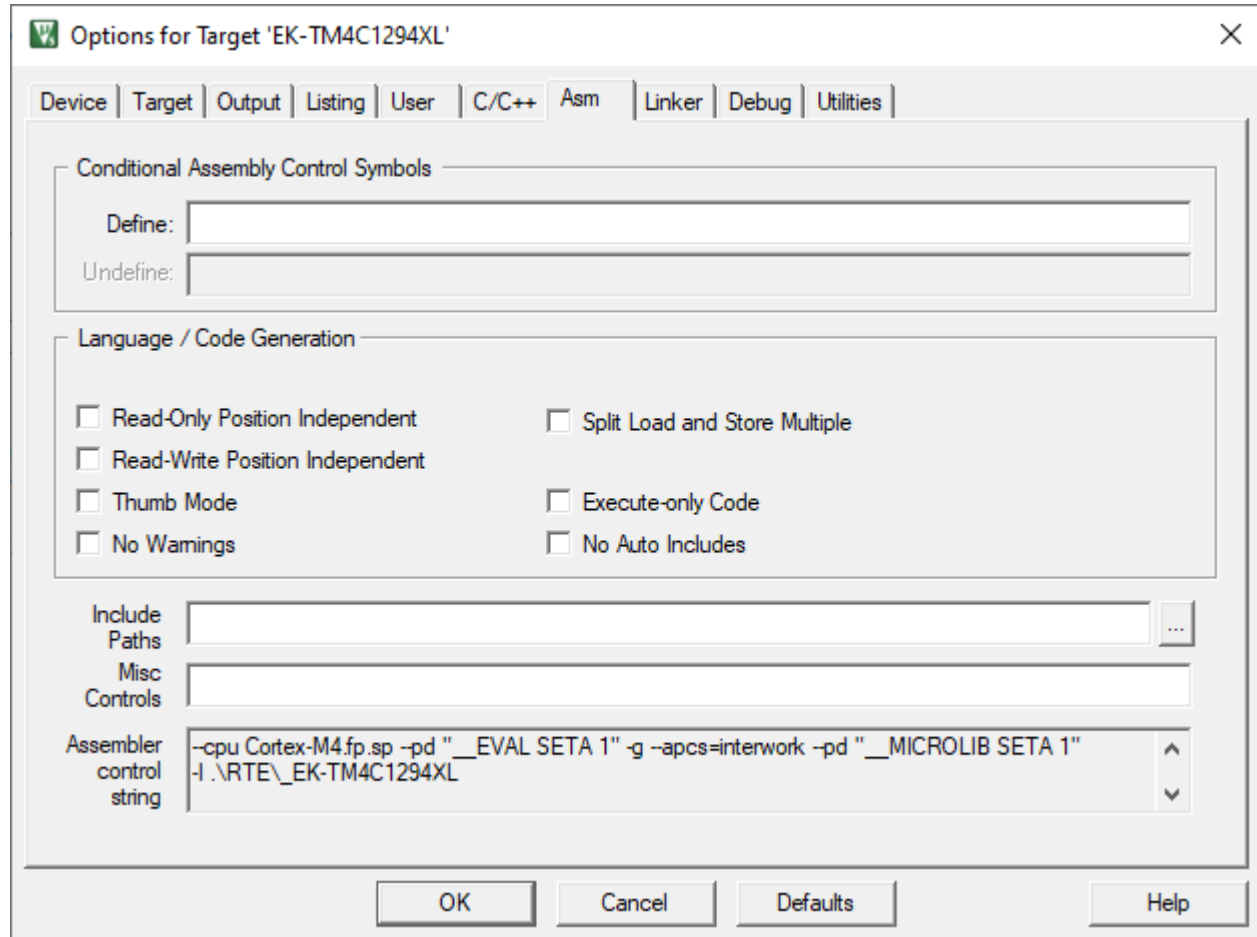 Options for Target 'EK-TM4C1294XL'
Device Target Output Listing User C/C++ Asm Linker Debug Utilities
Conditional Assembly Control Symbols
Define:
Undefine:
Language / Code Generation
Read-Only Position Independent
Split Load and Store Multiple
Read-Write Position Independent
Thumb Mode
Execute-only Code
No Warnings
No Auto Includes
Include
Paths
...
Misc
Controls
Assembler
control
string
--cpu Cortex-M4.fp.sp --pd "__EVAL SETA 1" -g --apcs=interwork --pd "__MICROLIB SETA 1"
-I .\RTE\_EK-TM4C1294XL
OK Cancel Defaults Help